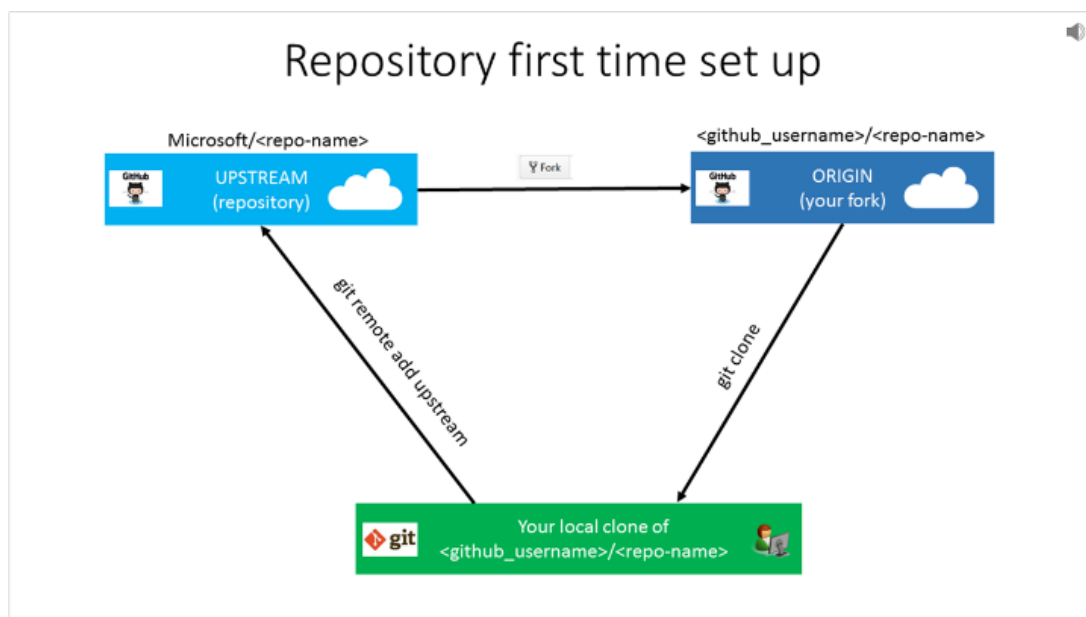 Repository first time set up
Microsoft/<repo-name>
<github_username>/<repo-name>
GitHub
UPSTREAM
(repository)
Fork
GitHub
ORIGIN
(your fork)
git remote add upstream
git clone
git
Your local clone of
<github_username>/<repo-name>